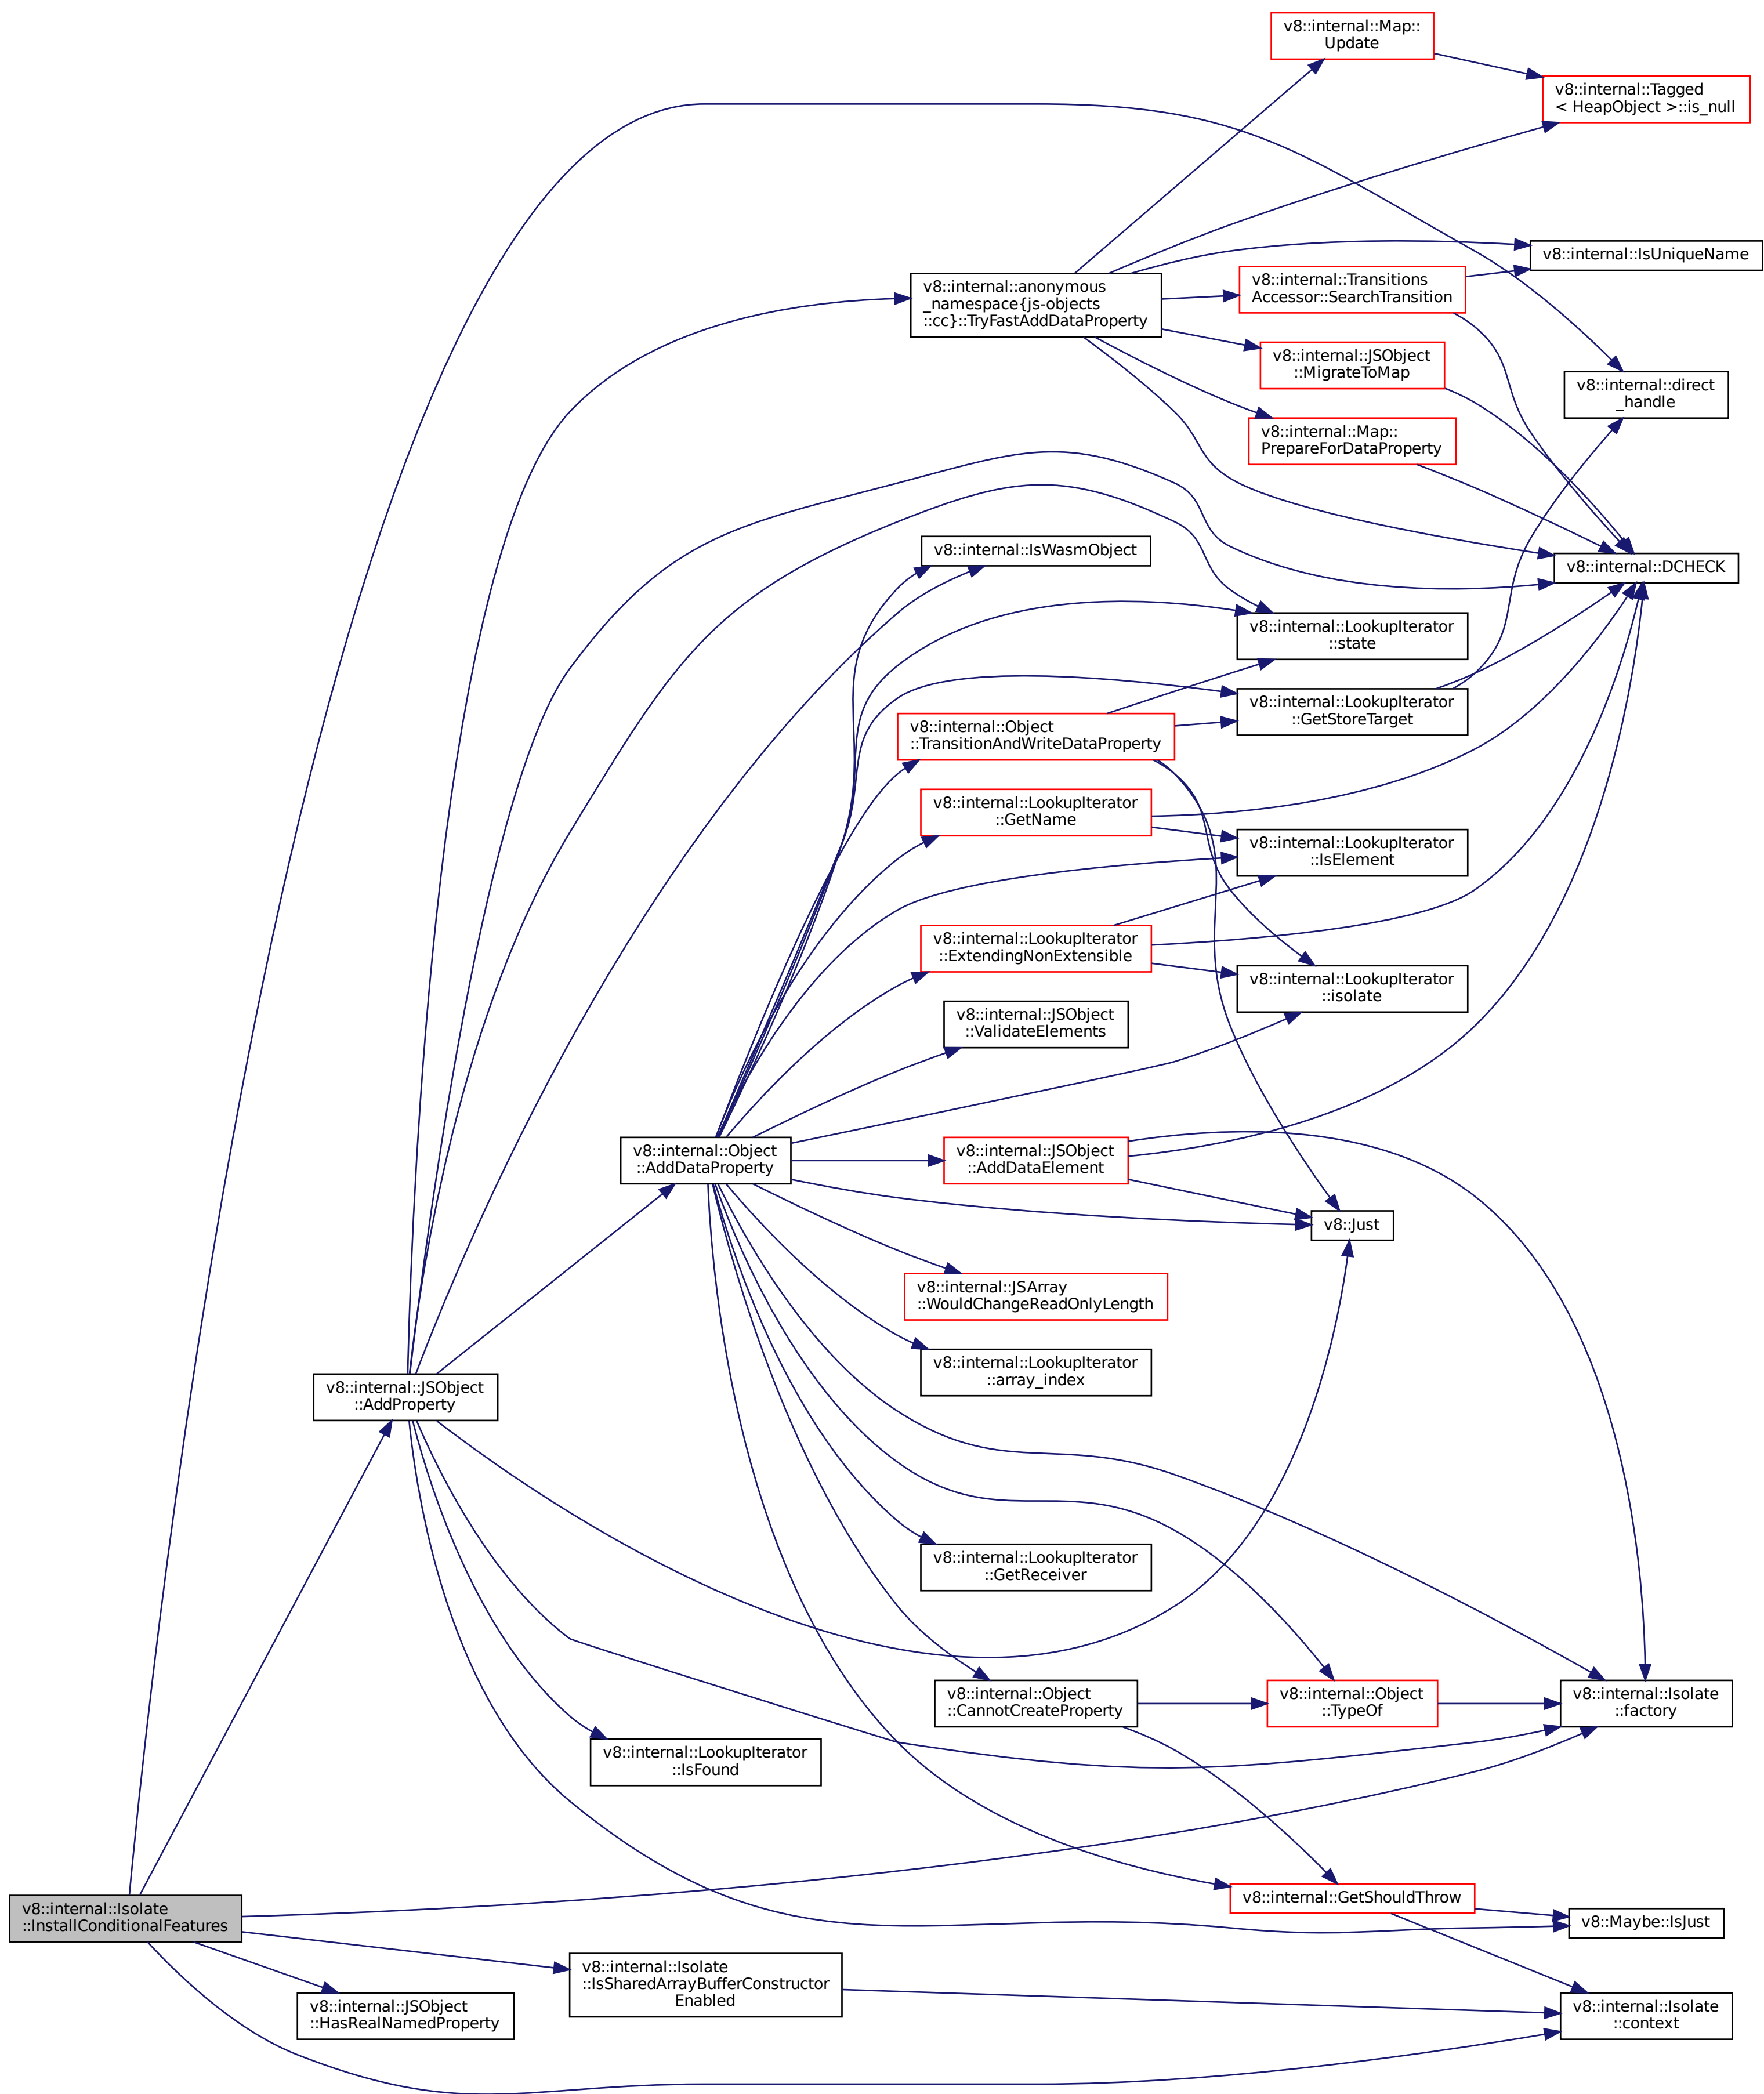 v8::internal::Map::
Update
v8::internal::Tagged
< HeapObject >::is_null
v8::internal::IsUniqueName
v8::internal::anonymous
_namespace{js-objects
::cc}::TryFastAddDataProperty
v8::internal::Transitions
Accessor::SearchTransition
v8::internal::JSObject
::MigrateToMap
v8::internal::direct
_handle
v8::internal::Map::
PrepareForDataProperty
v8::internal::IsWasmObject
v8::internal::DCHECK
v8::internal::LookupIterator
::state
v8::internal::LookupIterator
::GetStoreTarget
v8::internal::Object
::TransitionAndWriteDataProperty
v8::internal::LookupIterator
::GetName
v8::internal::LookupIterator
::IsElement
v8::internal::LookupIterator
::ExtendingNonExtensible
v8::internal::LookupIterator
::isolate
v8::internal::JSObject
::ValidateElements
v8::internal::Object
::AddDataProperty
v8::internal::JSObject
::AddDataElement
v8::Just
v8::internal::JSArray
::WouldChangeReadOnlyLength
v8::internal::LookupIterator
::array_index
v8::internal::JSObject
::AddProperty
v8::internal::LookupIterator
::GetReceiver
v8::internal::Object
::CannotCreateProperty
v8::internal::Object
::TypeOf
v8::internal::Isolate
::factory
v8::internal::LookupIterator
::IsFound
v8::internal::GetShouldThrow
v8::Maybe::IsJust
v8::internal::Isolate
::InstallConditionalFeatures
v8::internal::Isolate
::IsSharedArrayBufferConstructor
Enabled
v8::internal::JSObject
::HasRealNamedProperty
v8::internal::Isolate
::context